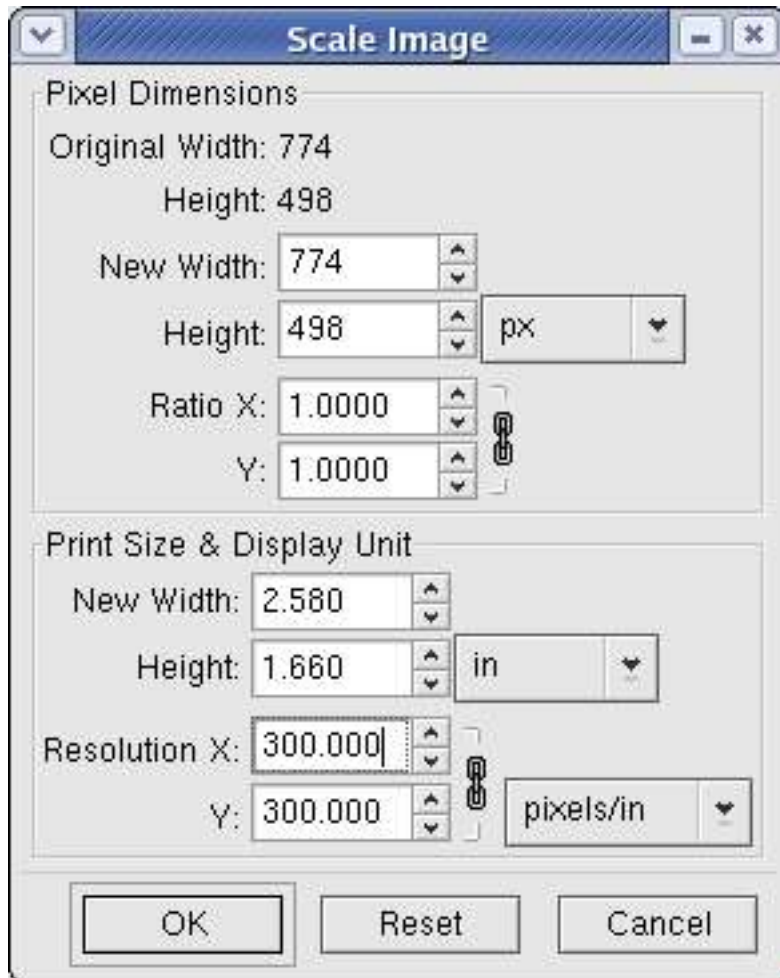 Scale Image
Pixel Dimensions
Original Width: 774
Height: 498
New Width: 774
Height: 498 px
Ratio X: 1.0000
Y: 1.0000
Print Size & Display Unit
New Width: 2.580
Height: 1.660 in
Resolution X: 300.000
Y: 300.000 pixels/in
OK Reset Cancel